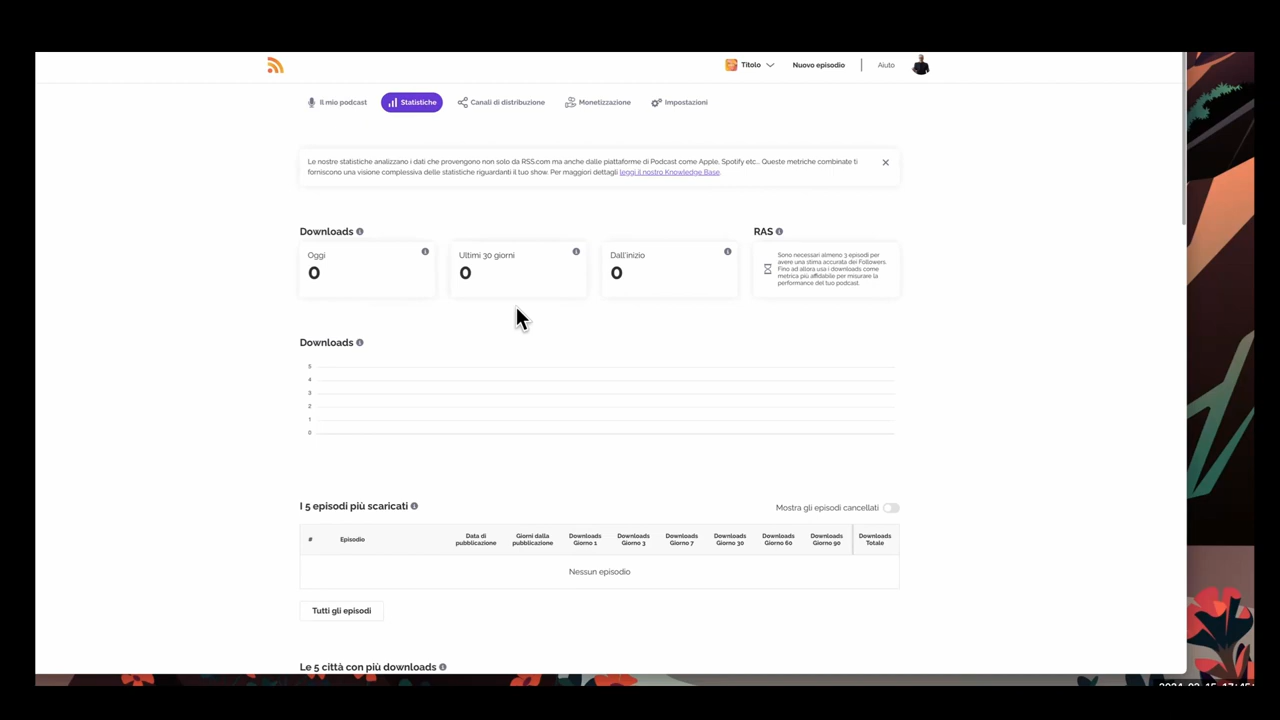 Titolo
Nuovo episodio
Aiuto
Il mio podcast
Statistiche
Canali di distribuzione
Monetizzazione
Impostazioni
Le nostre statistiche analizzano i dati che provengono non solo da RSS.com ma anche dalle piattaforme di Podcast come Apple, Spotify etc... Queste metriche combinate ti
forniscono una visione complessiva delle statistiche riguardanti il tuo show. Per maggiori dettagli leggi il nostro Knowledge Base.
Downloads
RAS
Oggi
0
Ultimi 30 giorni
0
Dall'inizio
0
Sono necessari almeno 3 episodi per
avere una stima accurata dei Followers.
Fino ad allora usa i downloads come
metrica più affidabile per misurare la
performance del tuo podcast.
Downloads
5
4
3
2
1
0
I 5 episodi più scaricati
Mostra gli episodi cancellati
#
Episodio
Data di
pubblicazione
Giorni dalla
pubblicazione
Downloads
Giorno 1
Downloads
Giorno 3
Downloads
Giorno 7
Downloads
Giorno 30
Downloads
Giorno 60
Downloads
Giorno 90
Downloads
Totale
Nessun episodio
Tutti gli episodi
Le 5 città con più downloads